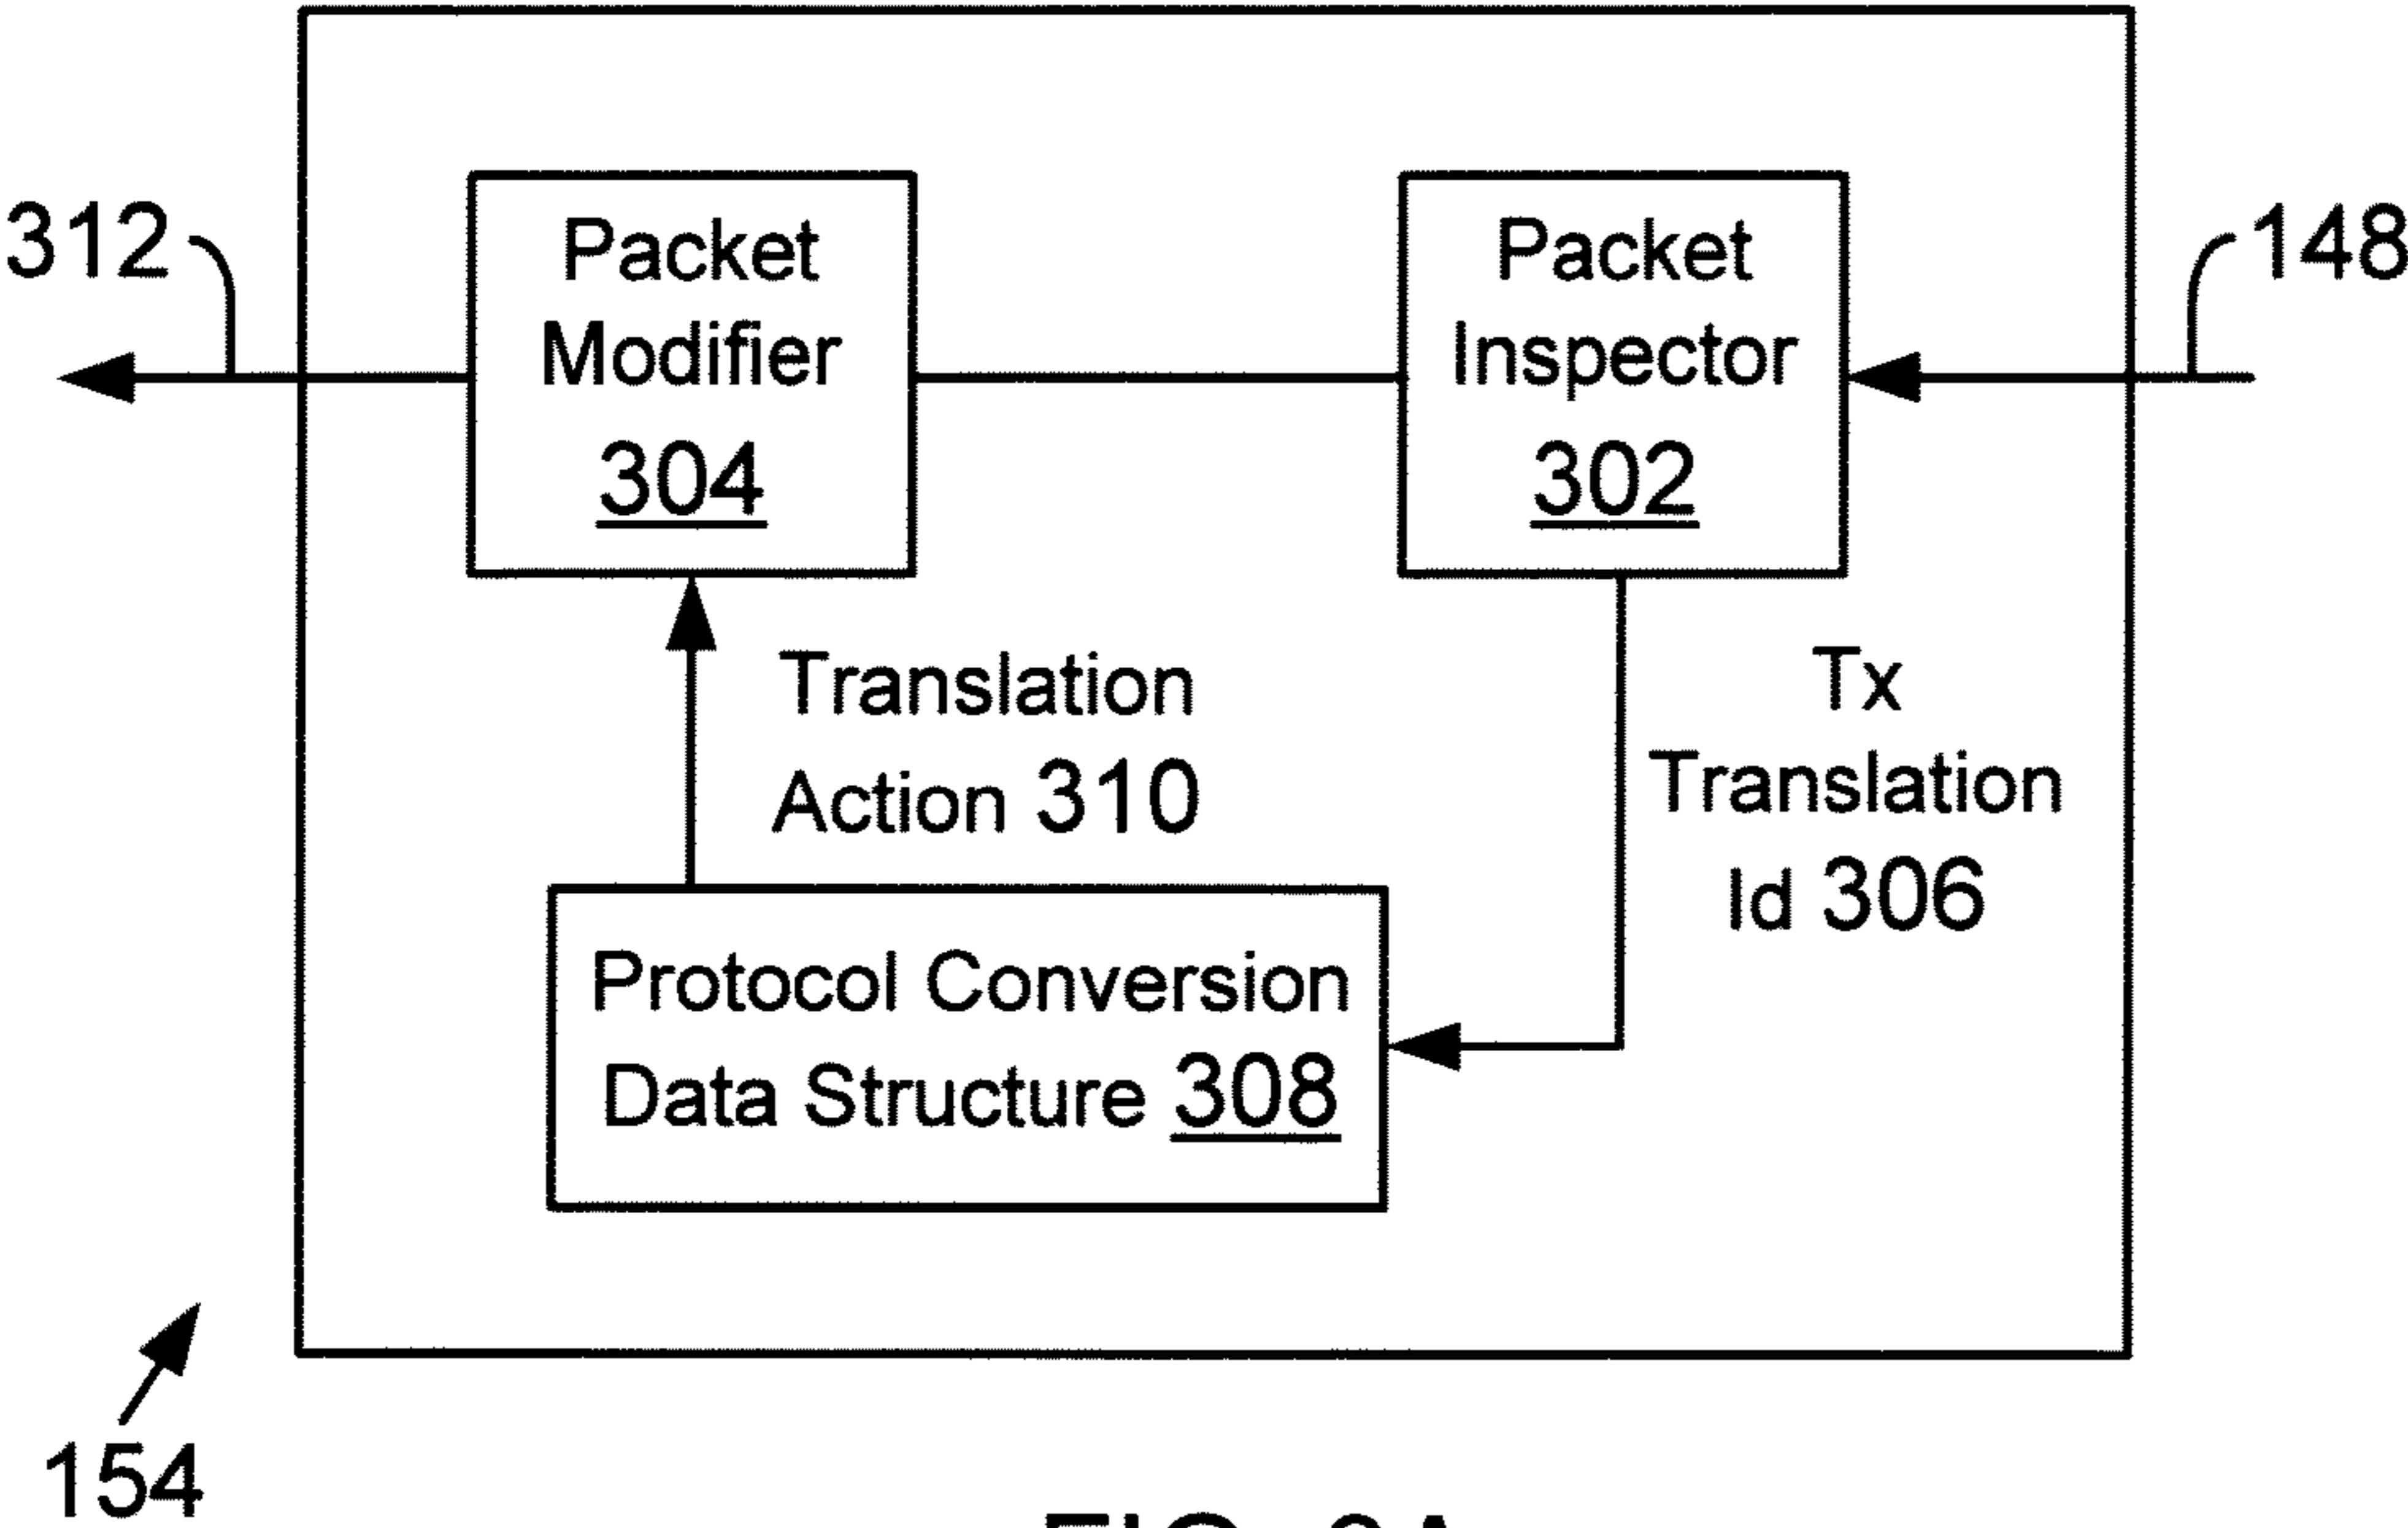 312
Packet
Modifier
304
Packet
Inspector
302
148
Translation
Action 310
Tx
Translation
Id 306
Protocol Conversion
Data Structure 308
154